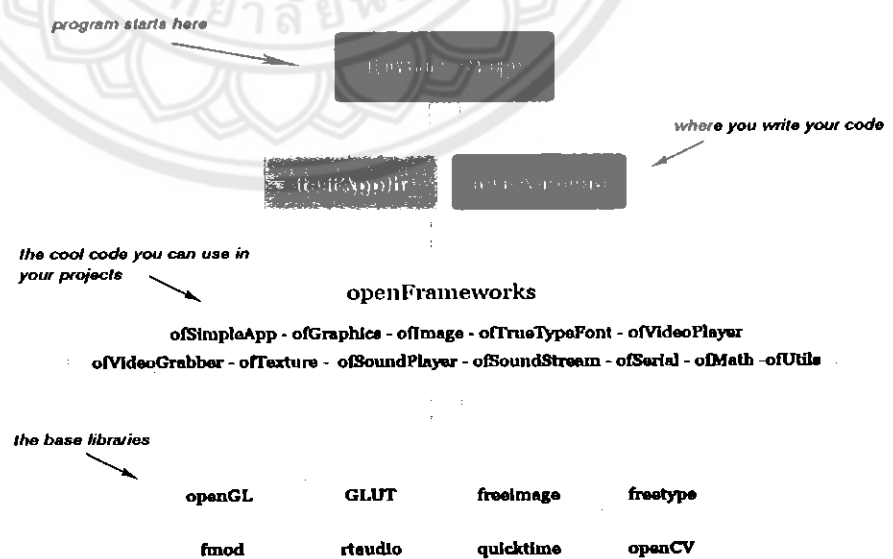 program starts here
where you write your code
the cool code you can use in
your projects
openFrameworks
ofSimpleApp - ofGraphics - ofImage - ofTrueTypeFont - ofVideoPlayer
ofVideoGrabber - ofTexture - ofSoundPlayer - ofSoundStream - ofSerial - ofMath -ofUtils
the base libraries
openGL GLUT freeimage freetype
fmod rtaudio quicktime openCV